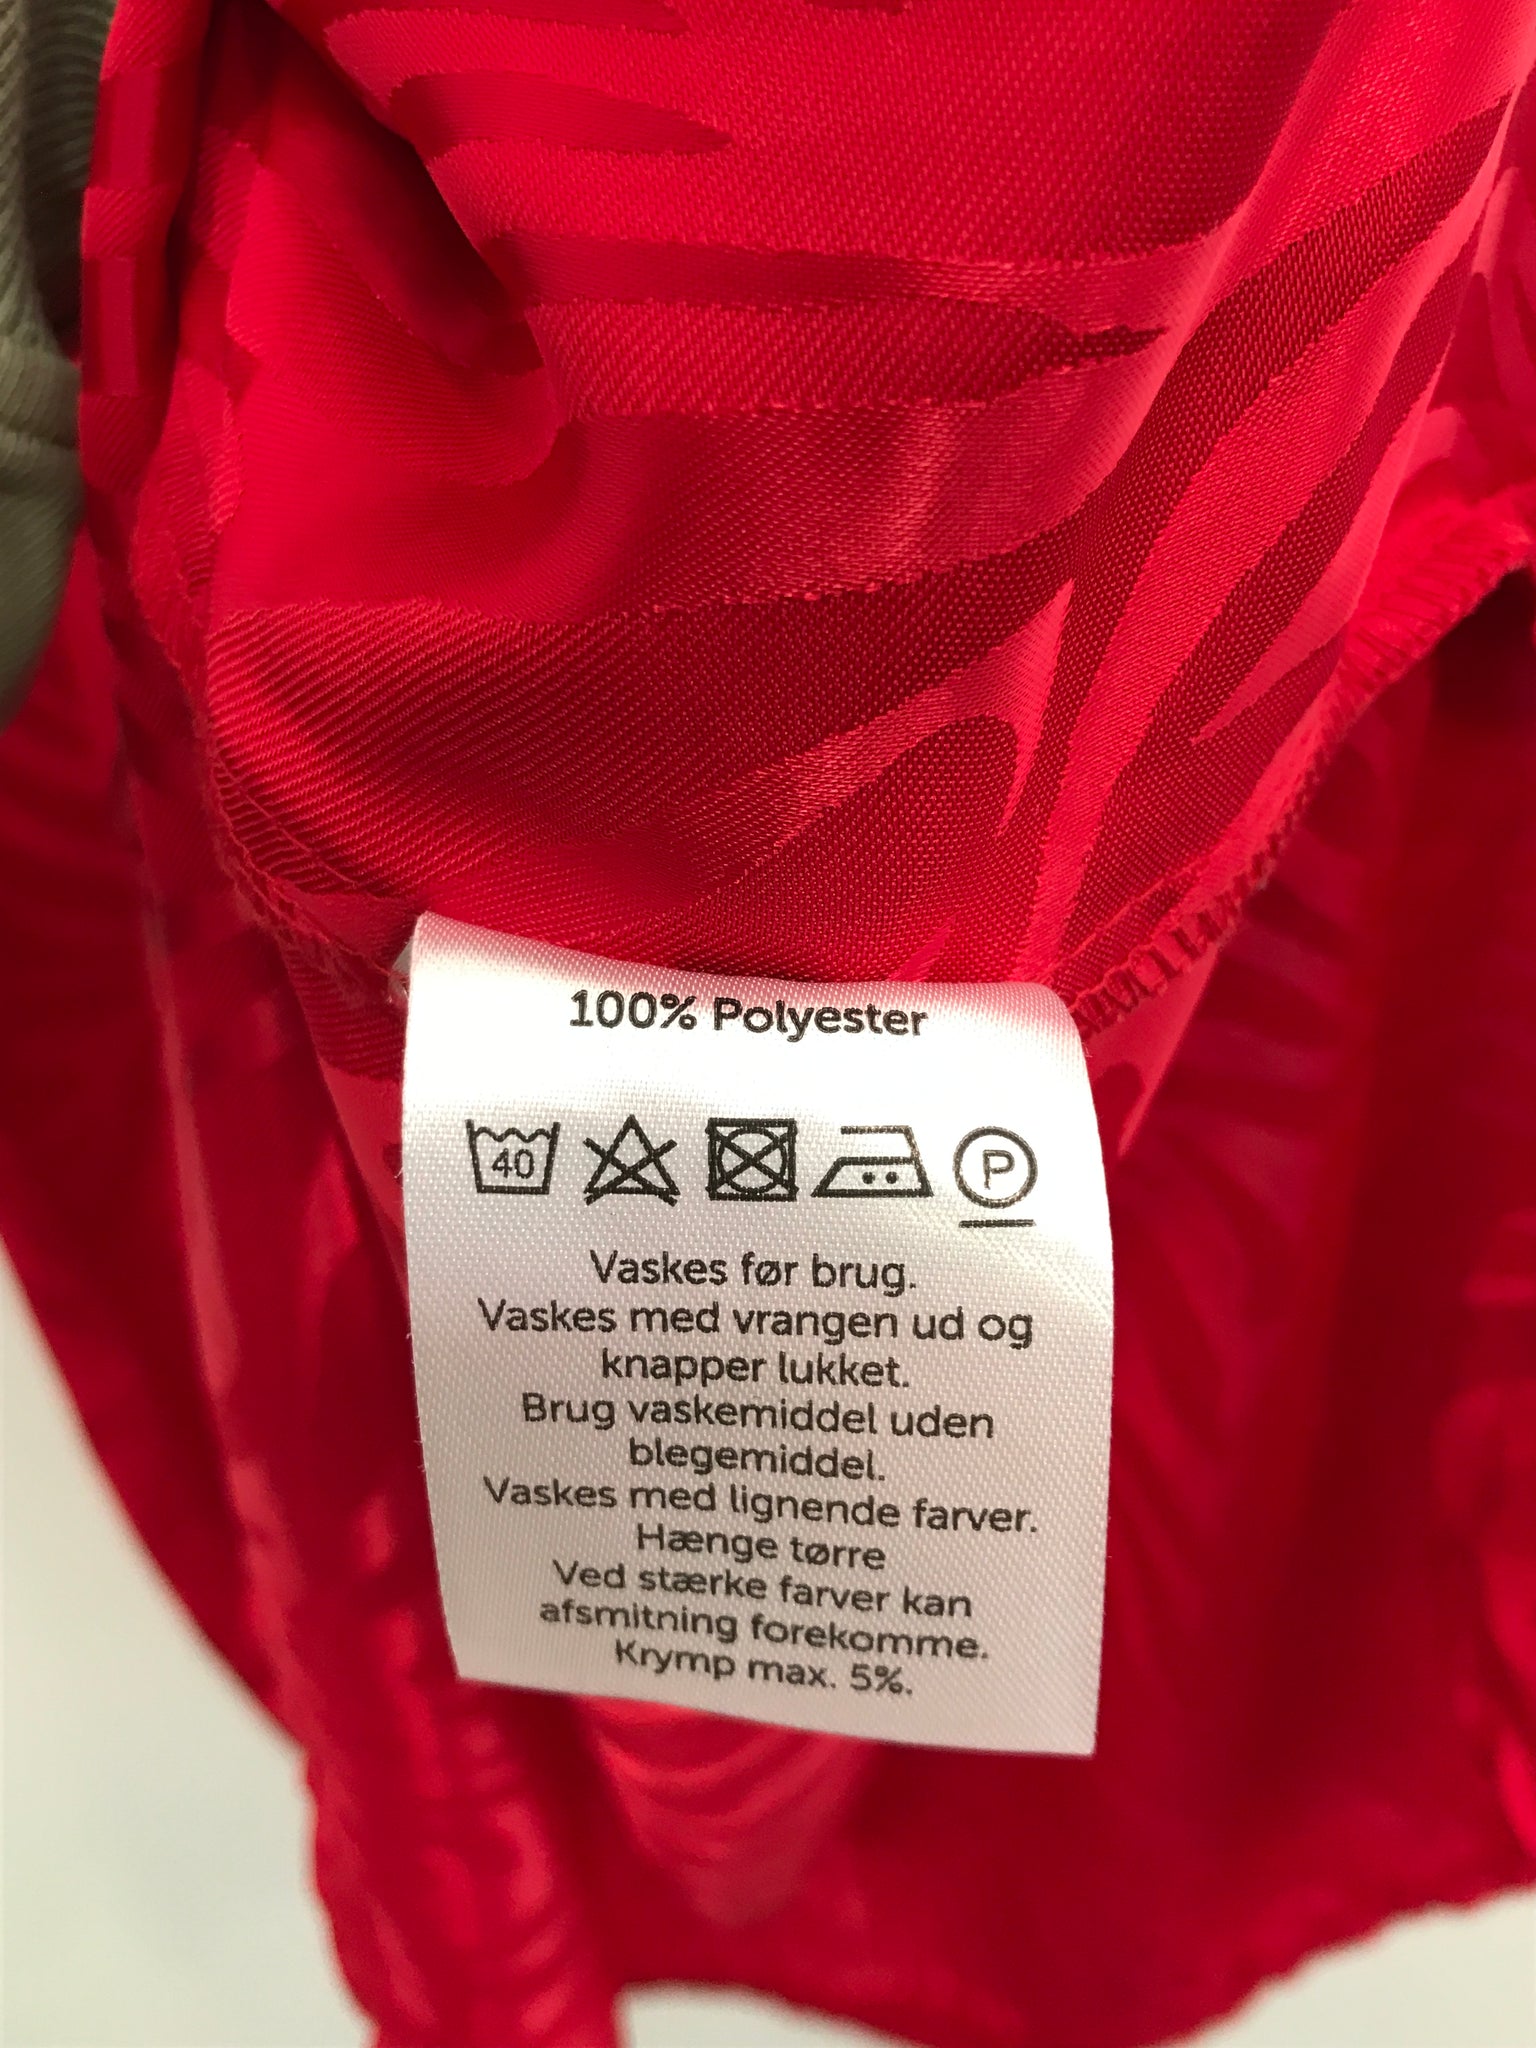 100% Polyester
40
P
Vaskes før brug.
Vaskes med vrangen ud og
knapper lukket.
Brug vaskemiddel uden
blegemiddel.
Vaskes med lignende farver.
Hænge tørre
Ved stærke farver kan
afsmitning forekomme.
Krymp max. 5%.